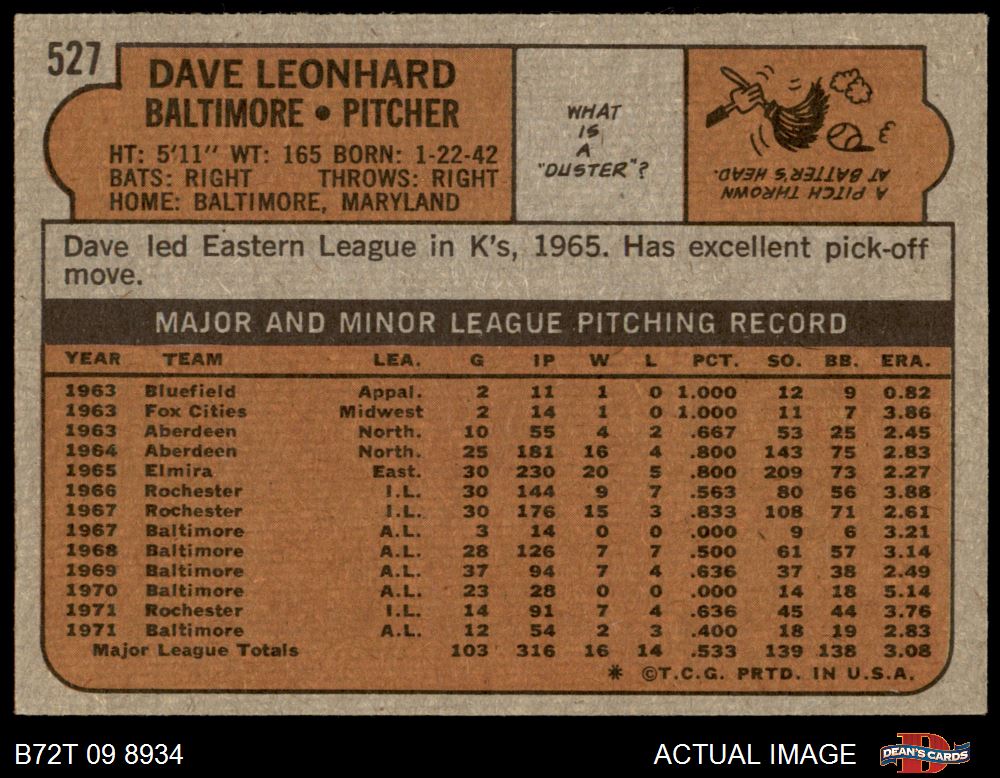 527
DAVE LEONHARD
BALTIMORE • PITCHER
HT: 5'11" WT: 165 BORN: 1-22-42
BATS: RIGHT THROWS: RIGHT
HOME: BALTIMORE, MARYLAND
WHAT
IS
A
"DUSTER"?
A PITCH THROWN
AT BATTER'S HEAD.
Dave led Eastern League in K's, 1965. Has excellent pick-off
move.
MAJOR AND MINOR LEAGUE PITCHING RECORD
YEAR TEAM LEA. G IP W L PCT. SO. BB. ERA.
1963 Bluefield Appal. 2 11 1 0 1.000 12 9 0.82
1963 Fox Cities Midwest 2 14 1 0 1.000 11 7 3.86
1963 Aberdeen North. 10 55 4 2 .667 53 25 2.45
1964 Aberdeen North. 25 181 16 4 .800 143 75 2.83
1965 Elmira East. 30 230 20 5 .800 209 73 2.27
1966 Rochester I.L. 30 144 9 7 .563 80 56 3.88
1967 Rochester I.L. 30 176 15 3 .833 108 71 2.61
1967 Baltimore A.L. 3 14 0 0 .000 9 6 3.21
1968 Baltimore A.L. 28 126 7 7 .500 61 57 3.14
1969 Baltimore A.L. 37 94 7 4 .636 37 38 2.49
1970 Baltimore A.L. 23 28 0 0 .000 14 18 5.14
1971 Rochester I.L. 14 91 7 4 .636 45 44 3.76
1971 Baltimore A.L. 12 54 2 3 .400 18 19 2.83
Major League Totals 103 316 16 14 .533 139 138 3.08
* ©T.C.G. PRTD. IN U.S.A.
B72T 09 8934
ACTUAL IMAGE
DEAN'S CARDS